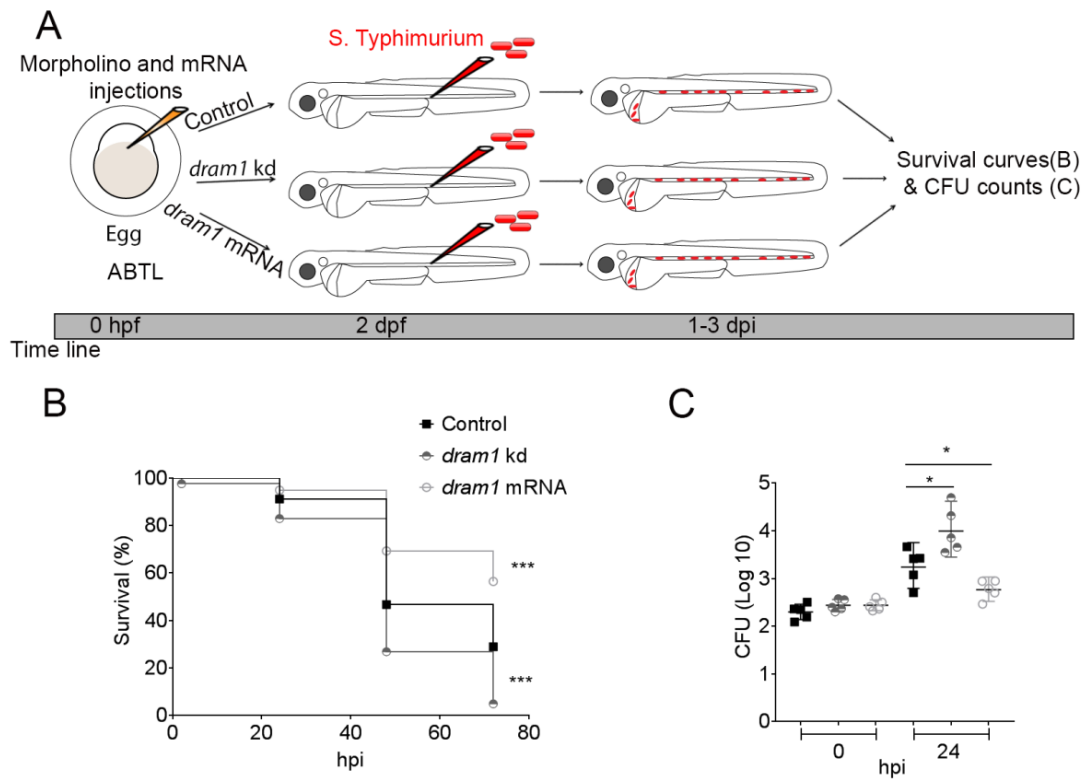 A
S. Typhimurium
Morpholino and mRNA
injections
Control
dram1 kd
dram1 mRNA
Egg
ABTL
Survival curves(B)
& CFU counts (C)
0 hpf
2 dpf
1-3 dpi
Time line
B
Control
dram1 kd
dram1 mRNA
Survival (%)
100
80
60
40
20
0
***
***
0
20
40
60
80
hpi
C
CFU (Log 10)
5
4
3
2
1
0
*
*
0
24
hpi